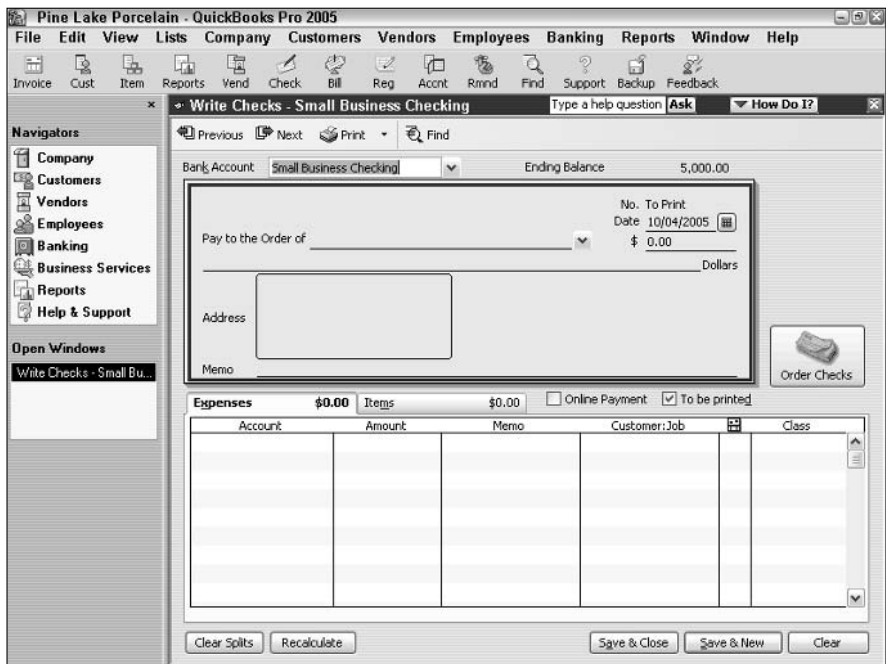 Pine Lake Porcelain - QuickBooks Pro 2005
File Edit View Lists Company Customers Vendors Employees Banking Reports Window Help
Invoice Cust Item Reports Vend Check Bill Reg Accnt Rmnd Find Support Backup Feedback
Write Checks - Small Business Checking Type a help question Ask How Do I?
Navigators
Company
Customers
Vendors
Employees
Banking
Business Services
Reports
Help & Support
Open Windows
Write Checks - Small Bu...
Previous Next Print Find
Bank Account Small Business Checking Ending Balance 5,000.00
No. To Print
Date 10/04/2005
Pay to the Order of $ 0.00
Dollars
Address
Memo
Order Checks
Expenses $0.00 Items $0.00 Online Payment To be printed
Account Amount Memo Customer:Job Class
Clear Splits Recalculate Save & Close Save & New Clear